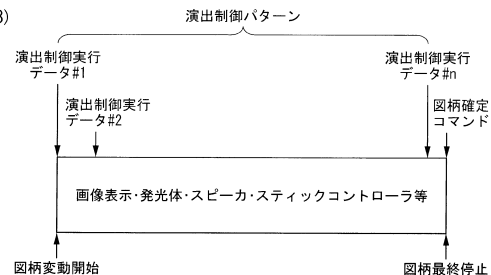 B)
演出制御パターン
演出制御実行
データ#1
演出制御実行
データ#n
演出制御実行
データ#2
図柄確定
コマンド
画像表示・発光体・スピーカ・スティックコントローラ等
図柄変動開始
図柄最終停止